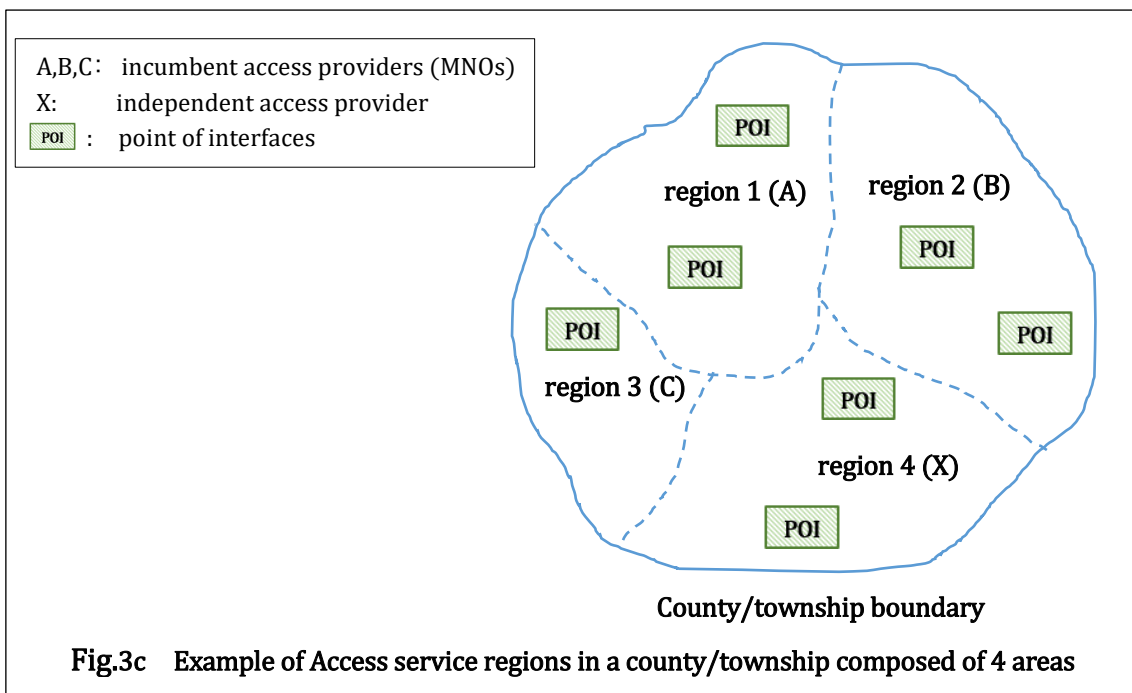 A,B,C: incumbent access providers (MNOs)
X: independent access provider
POI : point of interfaces
POI
region 1 (A)
region 2 (B)
POI
POI
POI
POI
region 3 (C)
POI
region 4 (X)
POI
County/township boundary
Fig.3c Example of Access service regions in a county/township composed of 4 areas